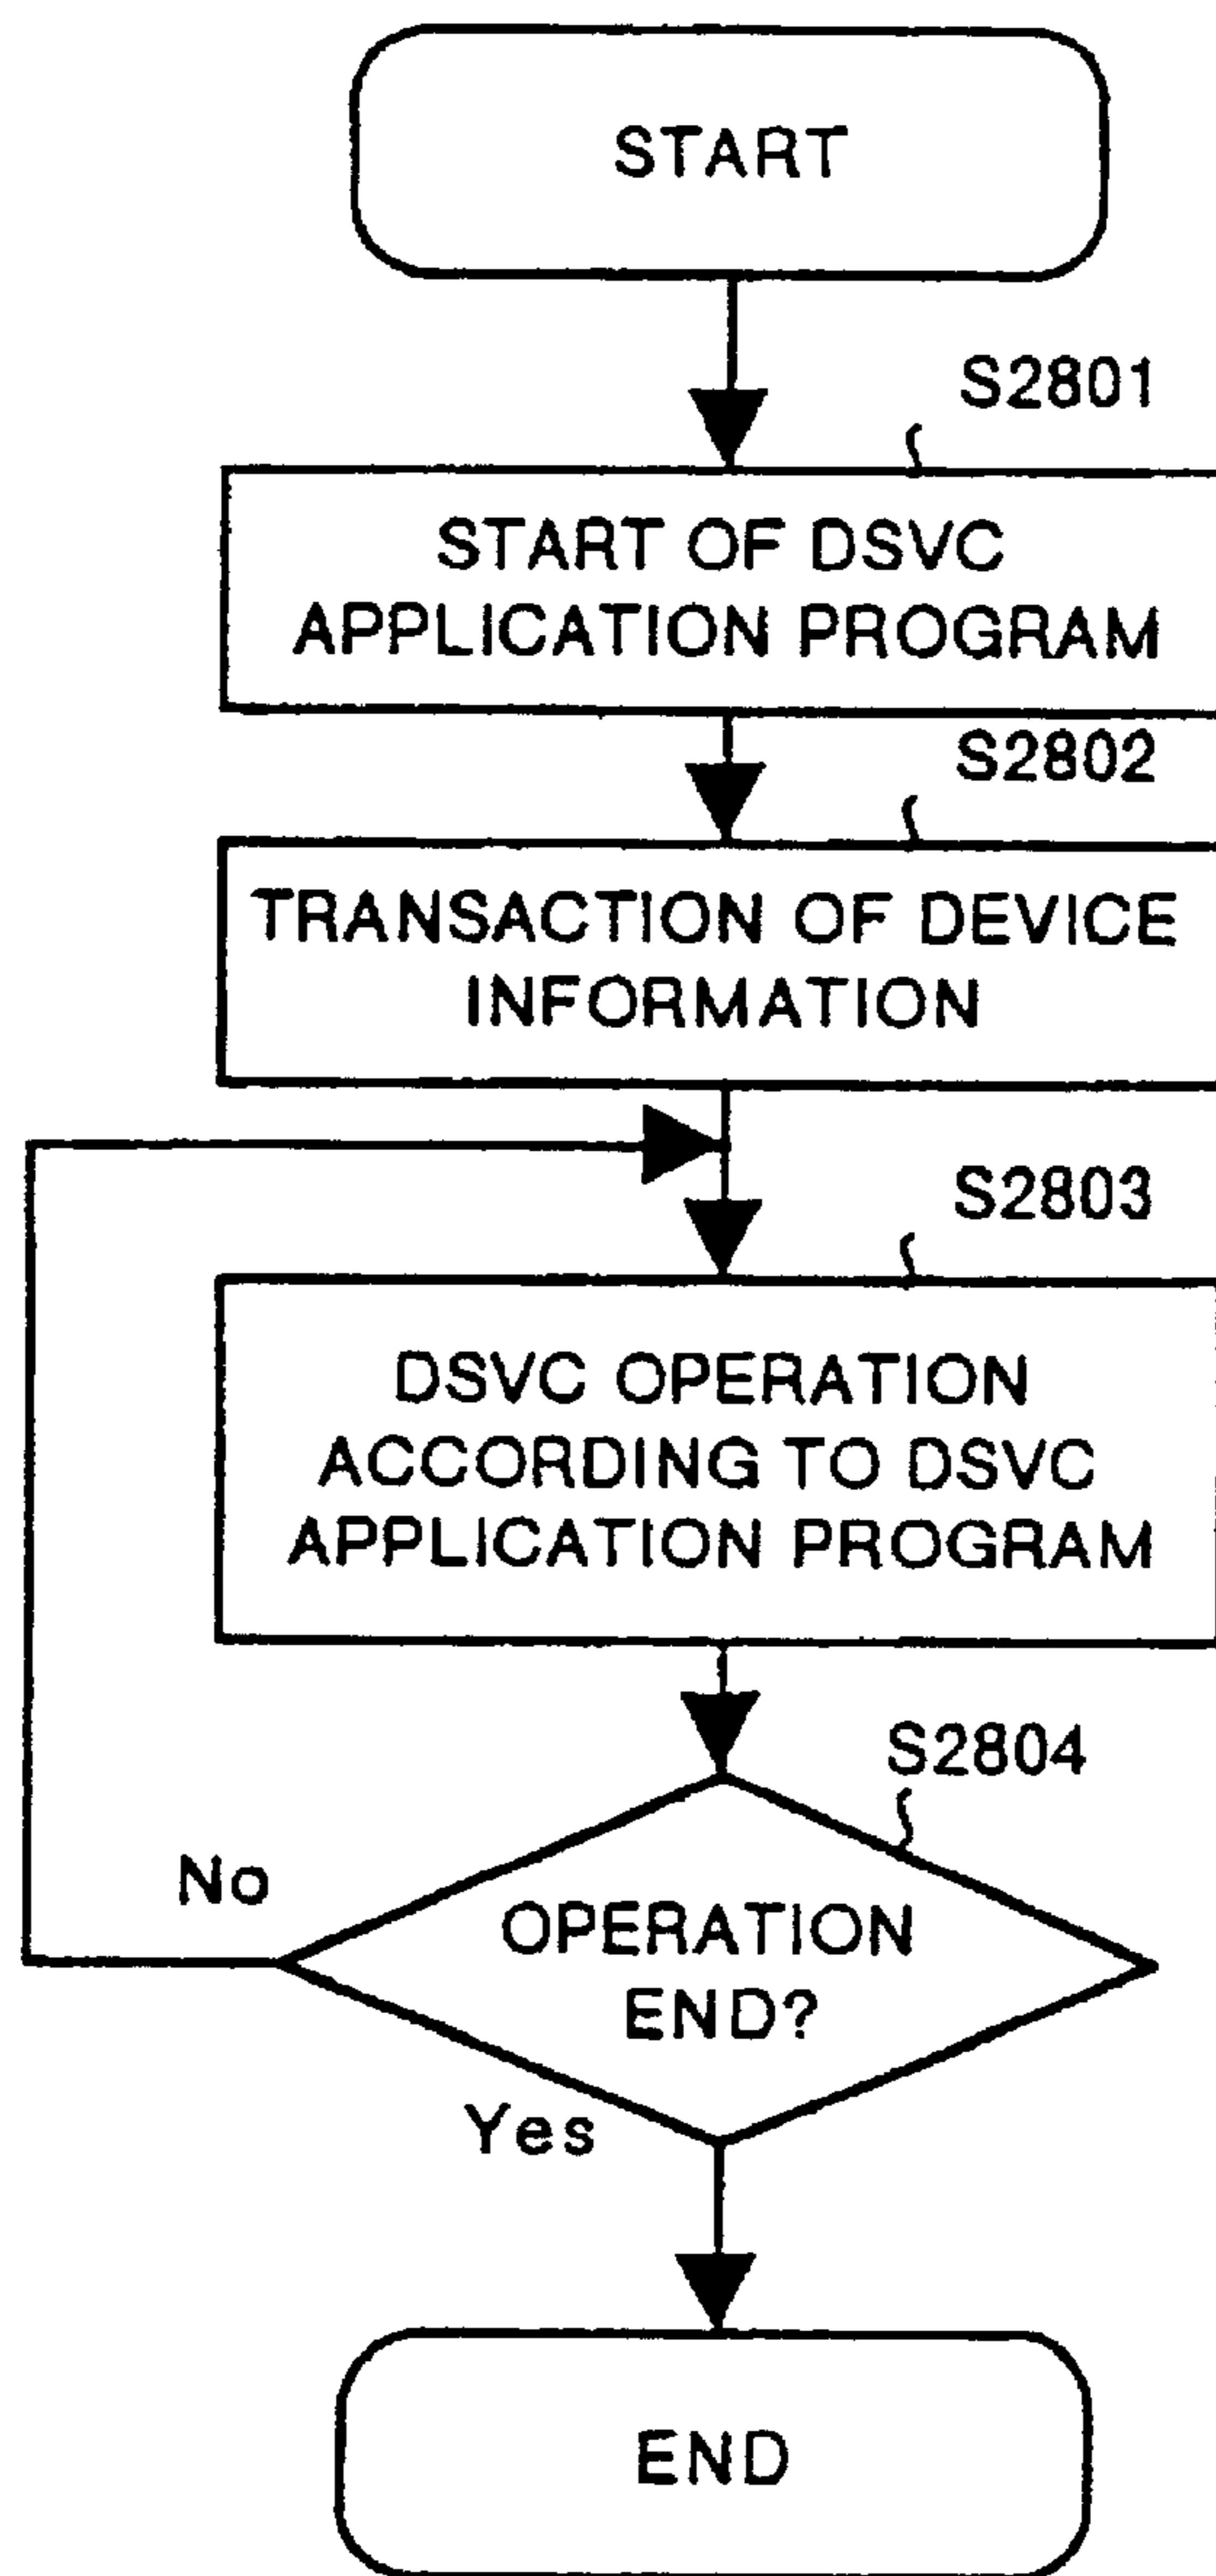 START
S2801
START OF DSVC
APPLICATION PROGRAM
S2802
TRANSACTION OF DEVICE
INFORMATION
S2803
DSVC OPERATION
ACCORDING TO DSVC
APPLICATION PROGRAM
S2804
No
OPERATION
END?
Yes
END